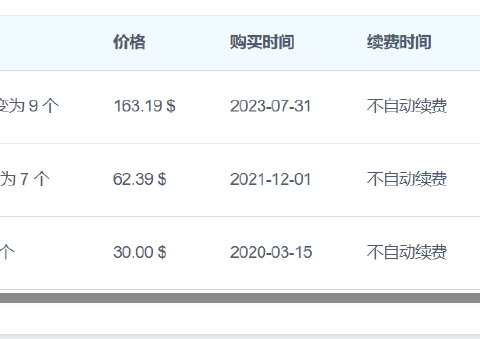 价格 购买时间 续费时间
变为 9 个 163.19 $ 2023-07-31 不自动续费
为 7 个 62.39 $ 2021-12-01 不自动续费
个 30.00 $ 2020-03-15 不自动续费